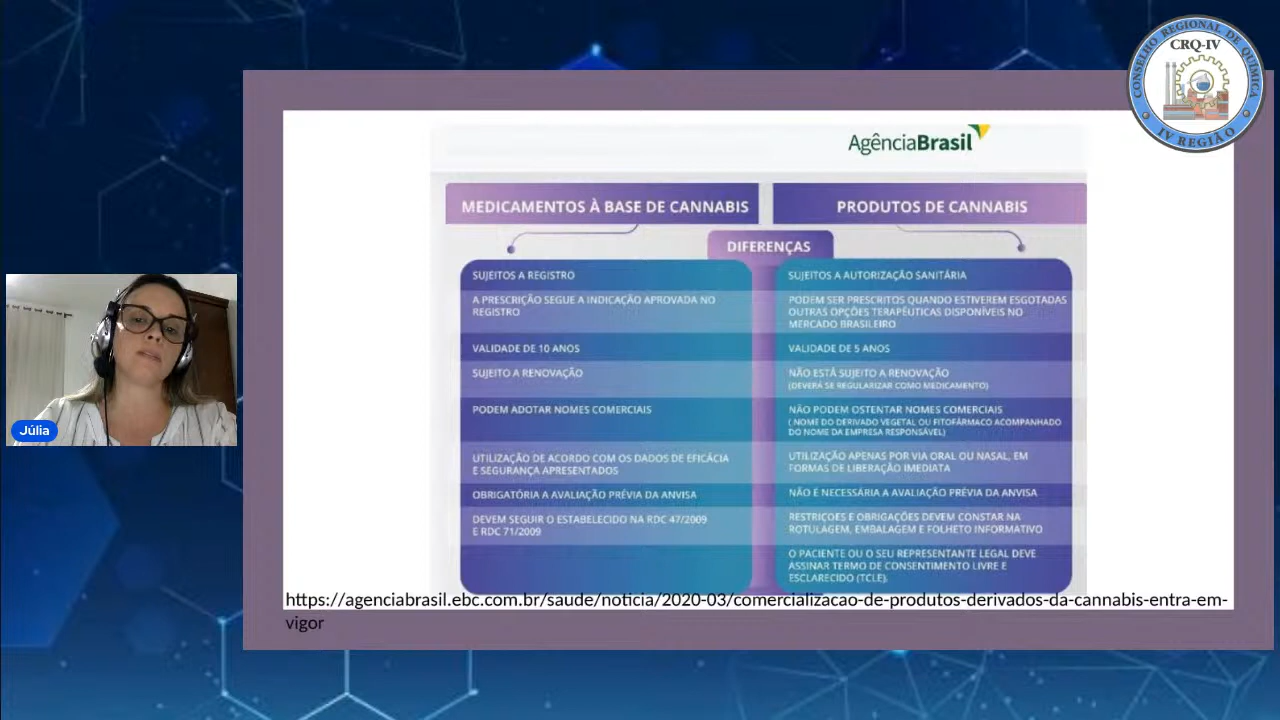 CONSELHO REGIONAL DE QUÍMICA
CRQ-IV
IV REGIÃO
AgênciaBrasil
MEDICAMENTOS À BASE DE CANNABIS
PRODUTOS DE CANNABIS
DIFERENÇAS
SUJEITOS A REGISTRO
A PRESCRIÇÃO SEGUE A INDICAÇÃO APROVADA NO
REGISTRO
VALIDADE DE 10 ANOS
SUJEITO A RENOVAÇÃO
PODEM ADOTAR NOMES COMERCIAIS
UTILIZAÇÃO DE ACORDO COM OS DADOS DE EFICÁCIA
E SEGURANÇA APRESENTADOS
OBRIGATÓRIA A AVALIAÇÃO PRÉVIA DA ANVISA
DEVEM SEGUIR O ESTABELECIDO NA RDC 47/2009
E RDC 71/2009
SUJEITOS A AUTORIZAÇÃO SANITÁRIA
PODEM SER PRESCRITOS QUANDO ESTIVEREM ESGOTADAS
OUTRAS OPÇÕES TERAPÊUTICAS DISPONÍVEIS NO
MERCADO BRASILEIRO
VALIDADE DE 5 ANOS
NÃO ESTÁ SUJEITO A RENOVAÇÃO
(DEVERÁ SE REGULARIZAR COMO MEDICAMENTO)
NÃO PODEM OSTENTAR NOMES COMERCIAIS
( NOME DO DERIVADO VEGETAL OU FITOFÁRMACO ACOMPANHADO
DO NOME DA EMPRESA RESPONSÁVEL)
UTILIZAÇÃO APENAS POR VIA ORAL OU NASAL, EM
FORMAS DE LIBERAÇÃO IMEDIATA
NÃO É NECESSÁRIA A AVALIAÇÃO PRÉVIA DA ANVISA
RESTRIÇOES E OBRIGAÇÕES DEVEM CONSTAR NA
ROTULAGEM, EMBALAGEM E FOLHETO INFORMATIVO
O PACIENTE OU O SEU REPRESENTANTE LEGAL DEVE
ASSINAR TERMO DE CONSENTIMENTO LIVRE E
ESCLARECIDO (TCLE).
https://agenciabrasil.ebc.com.br/saude/noticia/2020-03/comercializacao-de-produtos-derivados-da-cannabis-entra-em-
vigor
Júlia